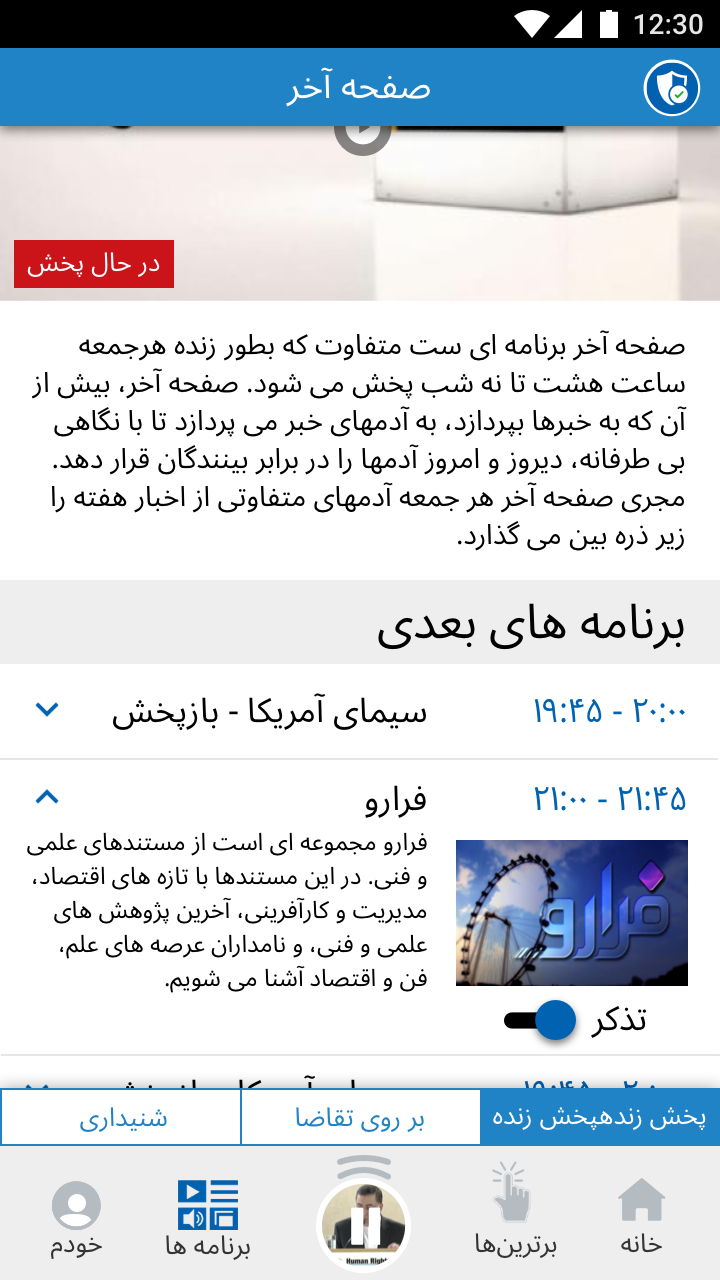 12:30
صفحه آخر
در حال پخش
صفحه آخر برنامه ای ست متفاوت که بطور زنده هرجمعه
ساعت هشت تا نه شب پخش می شود. صفحه آخر، بیش از
آن که به خبرها بپردازد، به آدمهای خبر می پردازد تا با نگاهی
بی طرفانه، دیروز و امروز آدمها را در برابر بینندگان قرار دهد.
مجری صفحه آخر هر جمعه آدمهای متفاوتی از اخبار هفته را
زیر ذره بین می گذارد.
برنامه های بعدی
۱۹:۴۵ - ۲۰:۰۰
سیمای آمریکا - بازپخش
۲۱:۰۰ - ۲۱:۴۵
فرارو
فرارو مجموعه ای است از مستندهای علمی
و فنی. در این مستندها با تازه های اقتصاد،
مدیریت و کارآفرینی، آخرین پژوهش های
علمی و فنی، و نامداران عرصه های علم،
فن و اقتصاد آشنا می شویم.
فرارو...
تذکر
پخش زندهپخش زنده
بر روی تقاضا
شنیداری
خانه
برترین‌ها
Human Righ
برنامه ها
خودم